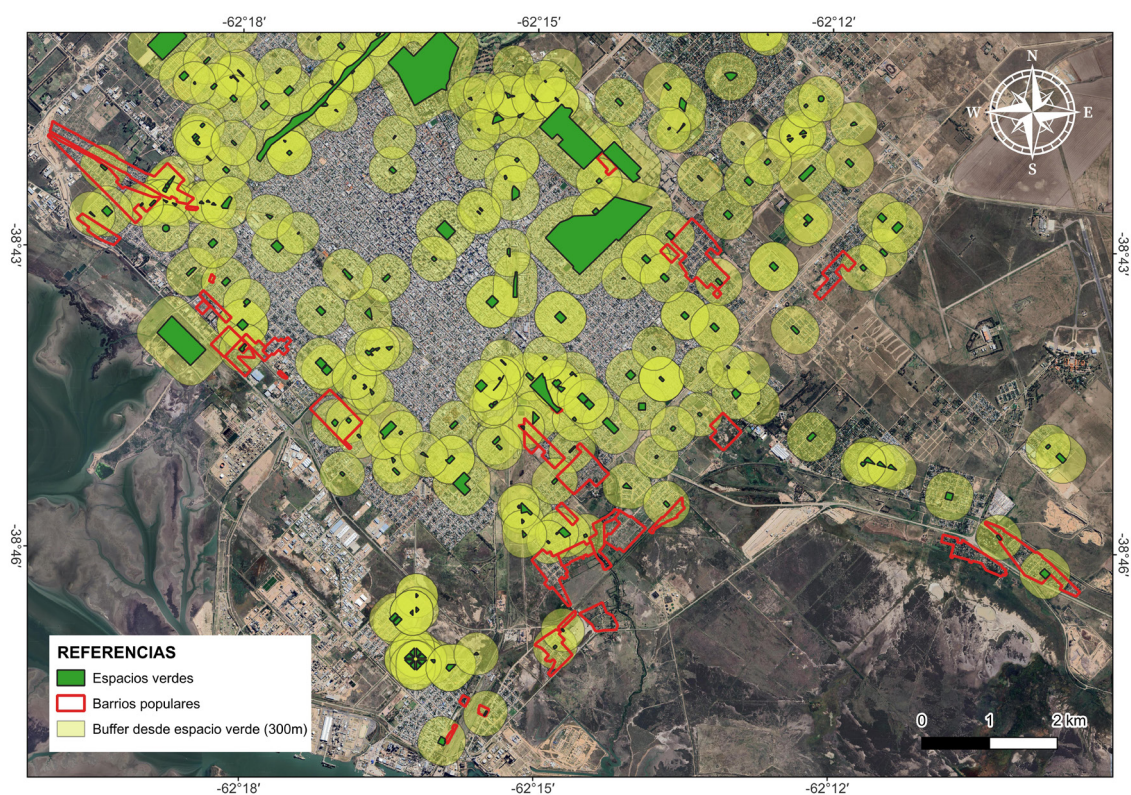 -62°18' -62°15' -62°12'
N
W E
S
-38°43' -38°43'
-38°46' -38°46'
REFERENCIAS
Espacios verdes
Barrios populares
Buffer desde espacio verde (300m)
0 1 2 km
-62°18' -62°15' -62°12'